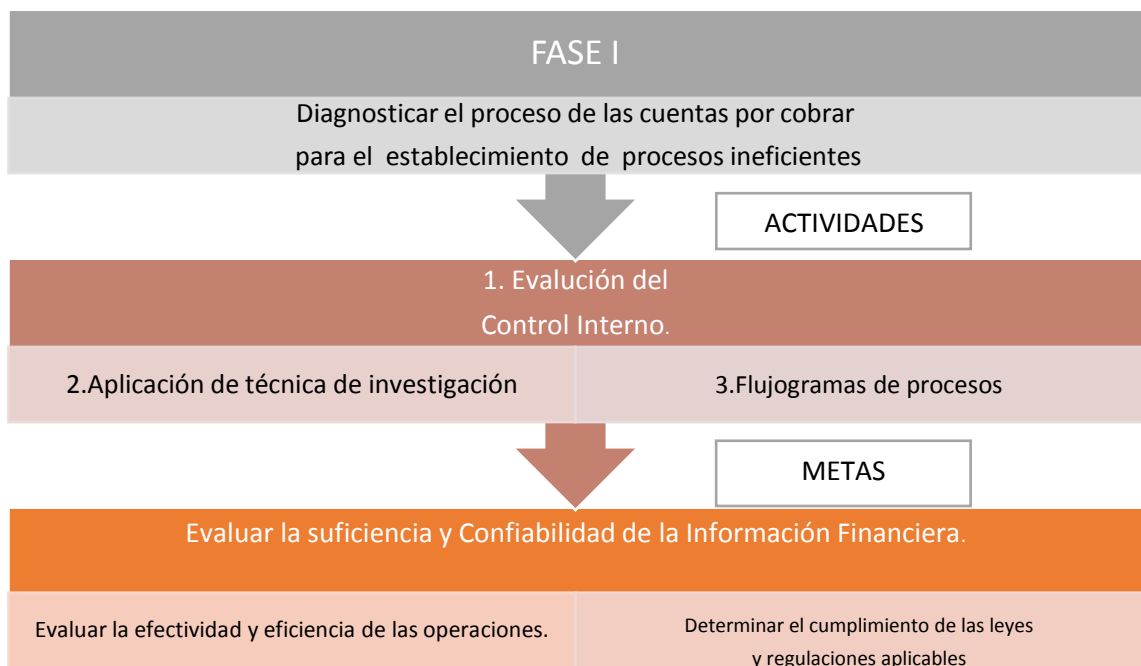 FASE I
Diagnosticar el proceso de las cuentas por cobrar
para el establecimiento de procesos ineficientes
ACTIVIDADES
1. Evalución del
Control Interno.
2.Aplicación de técnica de investigación
3.Flujogramas de procesos
METAS
Evaluar la suficiencia y Confiabilidad de la Información Financiera.
Evaluar la efectividad y eficiencia de las operaciones.
Determinar el cumplimiento de las leyes
y regulaciones aplicables